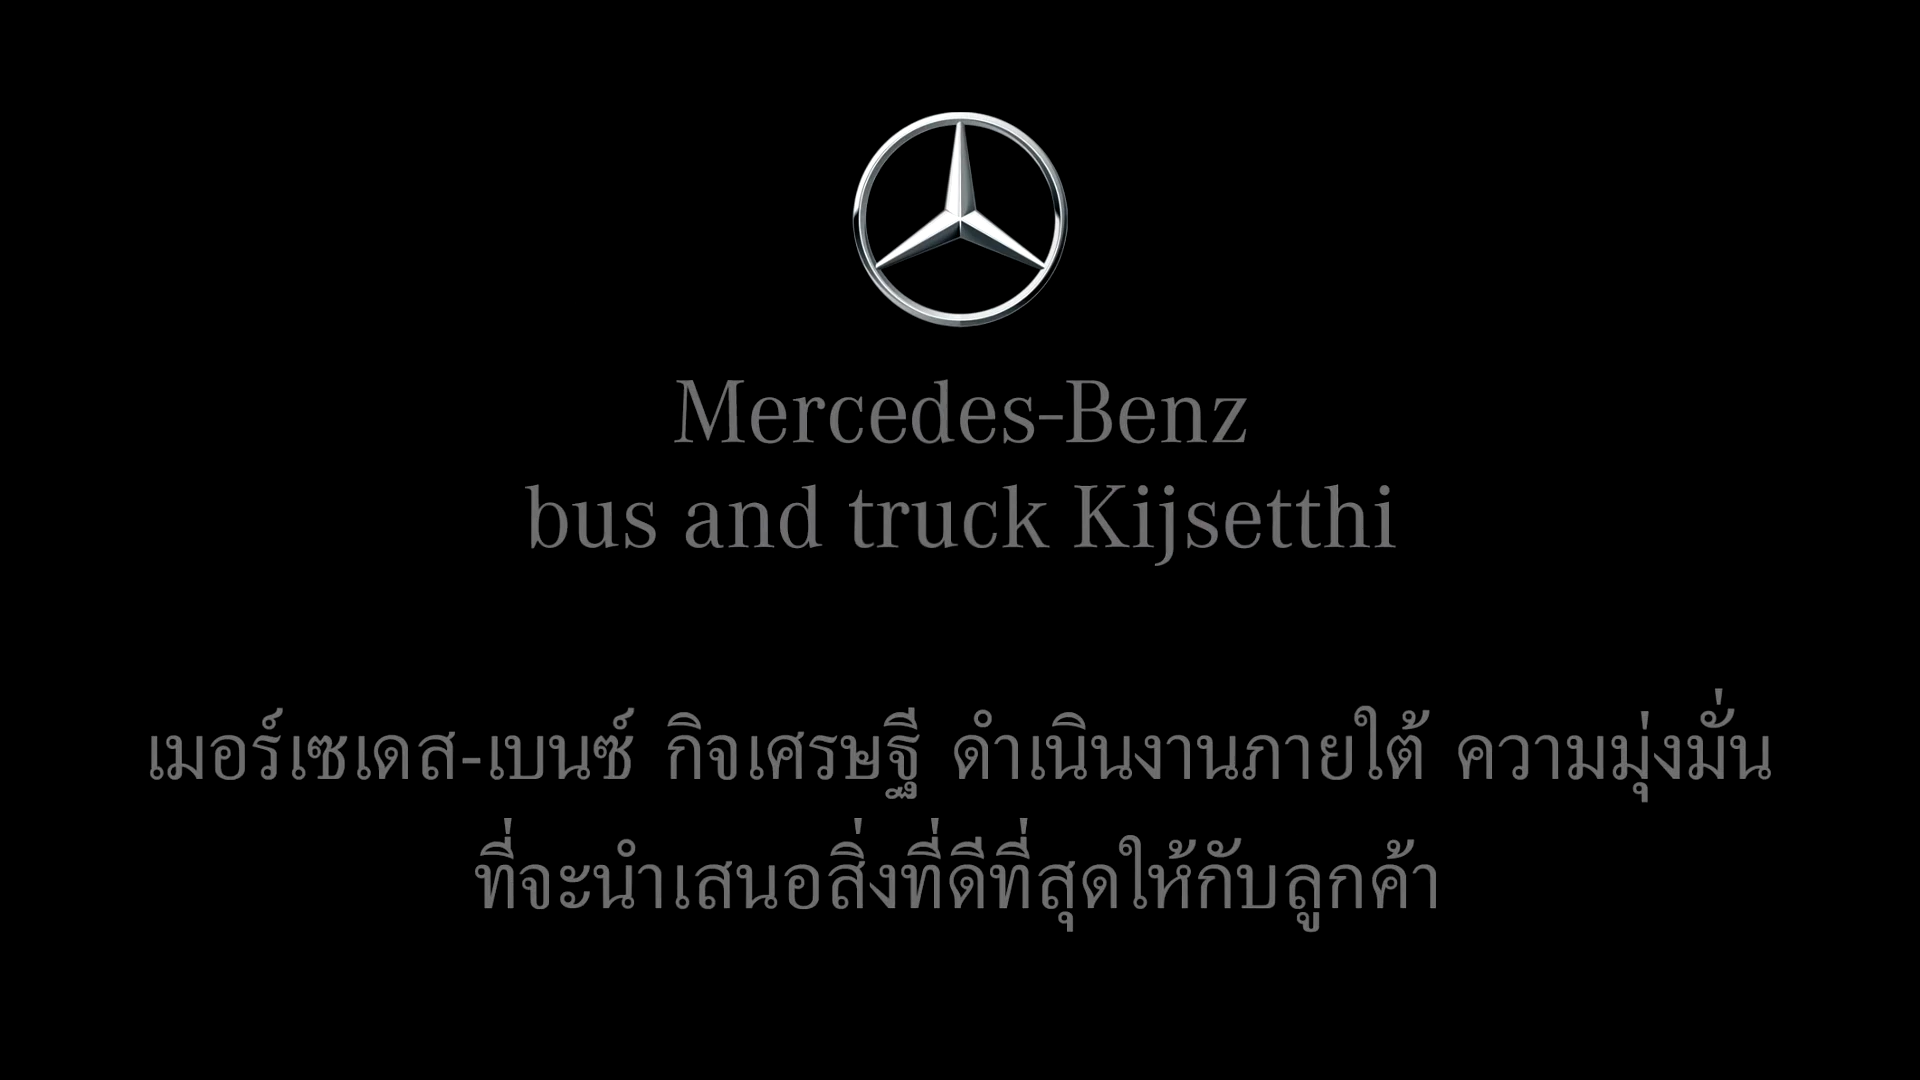 Mercedes-Benz
bus and truck Kijsetthi
เมอร์เซเดส-เบนซ์ กิจเศรษฐี ดำเนินงานภายใต้ ความมุ่งมั่น
ที่จะนำเสนอสิ่งที่ดีที่สุดให้กับลูกค้า